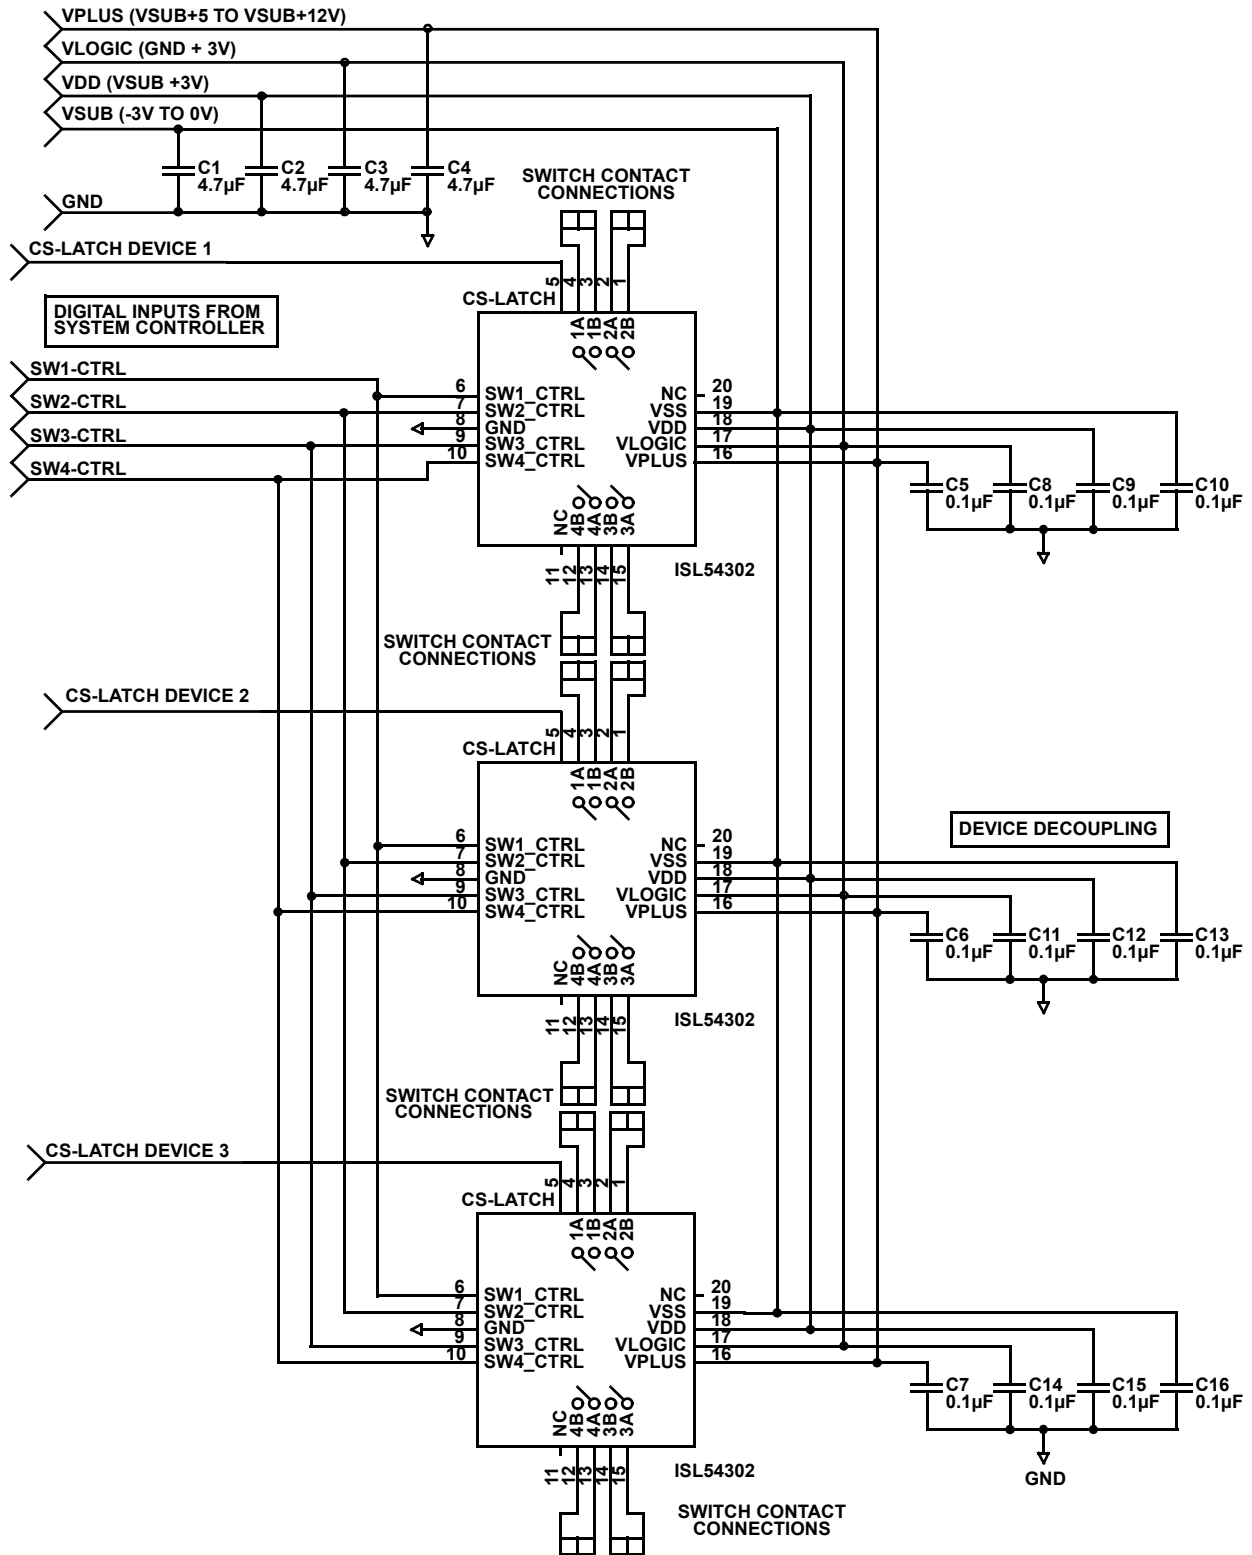 VPLUS (VSUB+5 TO VSUB+12V)
VLOGIC (GND + 3V)
VDD (VSUB +3V)
VSUB (-3V TO 0V)
C1
4.7µF
C2
4.7µF
C3
4.7µF
C4
4.7µF
GND
SWITCH CONTACT
CONNECTIONS
CS-LATCH DEVICE 1
5
4
3
2
1
CS-LATCH
DIGITAL INPUTS FROM
SYSTEM CONTROLLER
1A
1B
2A
2B
SW1-CTRL
SW2-CTRL
SW3-CTRL
SW4-CTRL
6
7
8
9
10
SW1_CTRL
SW2_CTRL
GND
SW3_CTRL
SW4_CTRL
NC
VSS
VDD
VLOGIC
VPLUS
20
19
18
17
16
C5
0.1µF
C8
0.1µF
C9
0.1µF
C10
0.1µF
NC
4B
4A
3B
3A
11
12
13
14
15
ISL54302
SWITCH CONTACT
CONNECTIONS
CS-LATCH DEVICE 2
5
4
3
2
1
CS-LATCH
1A
1B
2A
2B
6
7
8
9
10
SW1_CTRL
SW2_CTRL
GND
SW3_CTRL
SW4_CTRL
NC
VSS
VDD
VLOGIC
VPLUS
20
19
18
17
16
DEVICE DECOUPLING
C6
0.1µF
C11
0.1µF
C12
0.1µF
C13
0.1µF
NC
4B
4A
3B
3A
11
12
13
14
15
ISL54302
SWITCH CONTACT
CONNECTIONS
CS-LATCH DEVICE 3
5
4
3
2
1
CS-LATCH
1A
1B
2A
2B
6
7
8
9
10
SW1_CTRL
SW2_CTRL
GND
SW3_CTRL
SW4_CTRL
NC
VSS
VDD
VLOGIC
VPLUS
20
19
18
17
16
C7
0.1µF
C14
0.1µF
C15
0.1µF
C16
0.1µF
GND
NC
4B
4A
3B
3A
11
12
13
14
15
ISL54302
SWITCH CONTACT
CONNECTIONS